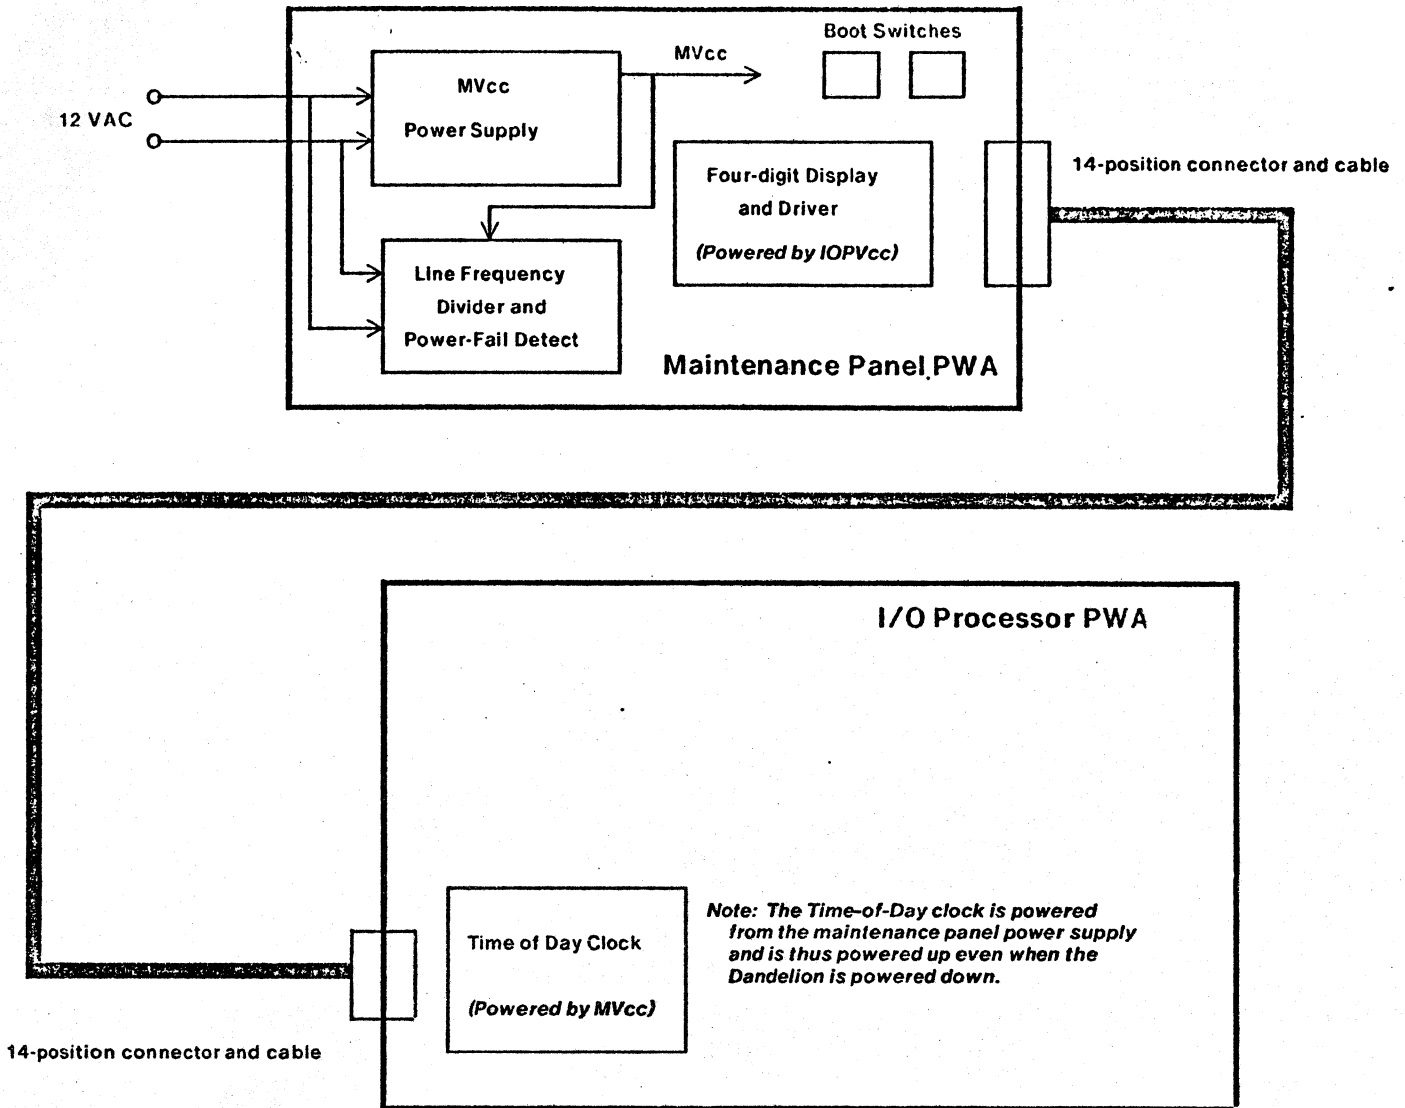 Boot Switches
MVcc
MVcc
Power Supply
12 VAC
Four-digit Display
and Driver
(Powered by IOPVcc)
14-position connector and cable
Line Frequency
Divider and
Power-Fail Detect
Maintenance Panel PWA
I/O Processor PWA
Time of Day Clock
(Powered by MVcc)
Note: The Time-of-Day clock is powered
from the maintenance panel power supply
and is thus powered up even when the
Dandelion is powered down.
14-position connector and cable